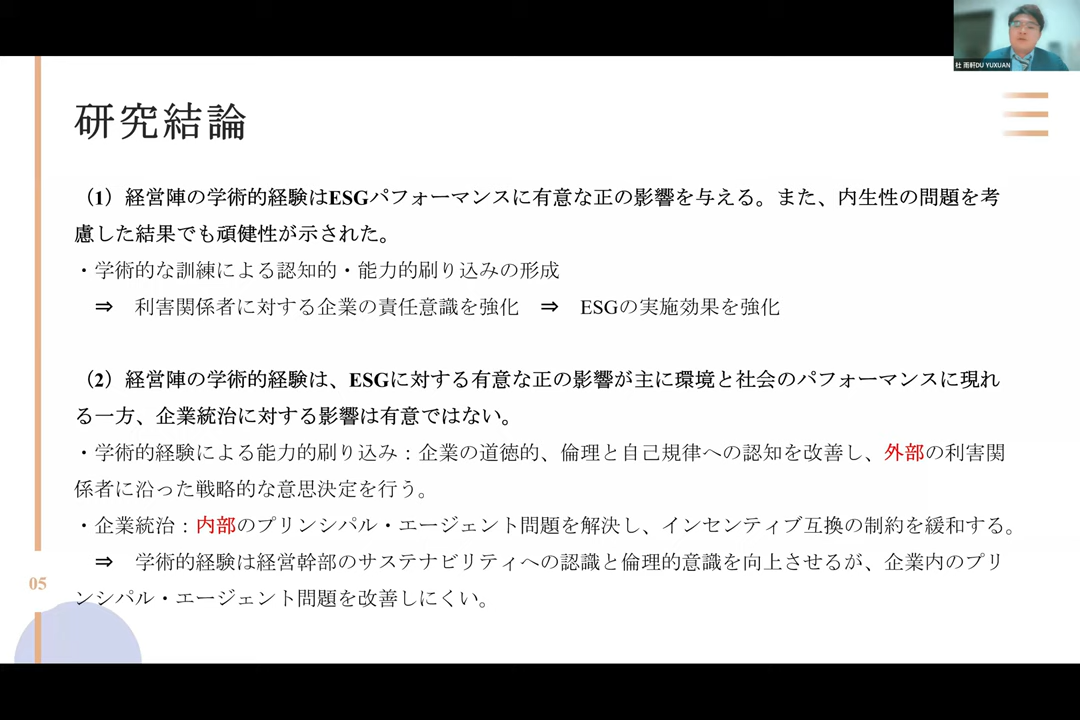 杜 雨軒DU YUXUAN
研究結論
（1）経営陣の学術的経験はESGパフォーマンスに有意な正の影響を与える。また、内生性の問題を考
慮した結果でも頑健性が示された。
・学術的な訓練による認知的・能力的刷り込みの形成
⇒ 利害関係者に対する企業の責任意識を強化 ⇒ ESGの実施効果を強化
（2）経営陣の学術的経験は、ESGに対する有意な正の影響が主に環境と社会のパフォーマンスに現れ
る一方、企業統治に対する影響は有意ではない。
・学術的経験による能力的刷り込み：企業の道徳的、倫理と自己規律への認知を改善し、外部の利害関
係者に沿った戦略的な意思決定を行う。
・企業統治：内部のプリンシパル・エージェント問題を解決し、インセンティブ互換の制約を緩和する。
⇒ 学術的経験は経営幹部のサステナビリティへの認識と倫理的意識を向上させるが、企業内のプリ
ンシパル・エージェント問題を改善しにくい。
05